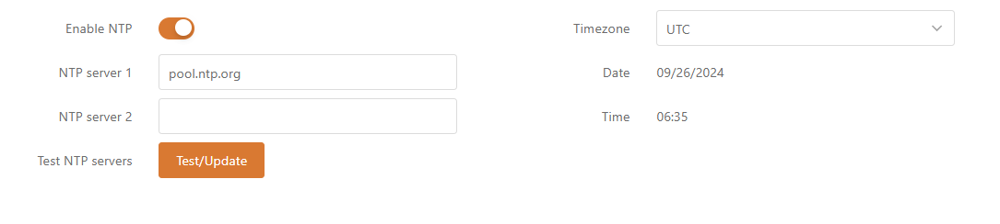 Enable NTP
Timezone
UTC
NTP server 1
pool.ntp.org
Date
09/26/2024
NTP server 2
Time
06:35
Test NTP servers
Test/Update